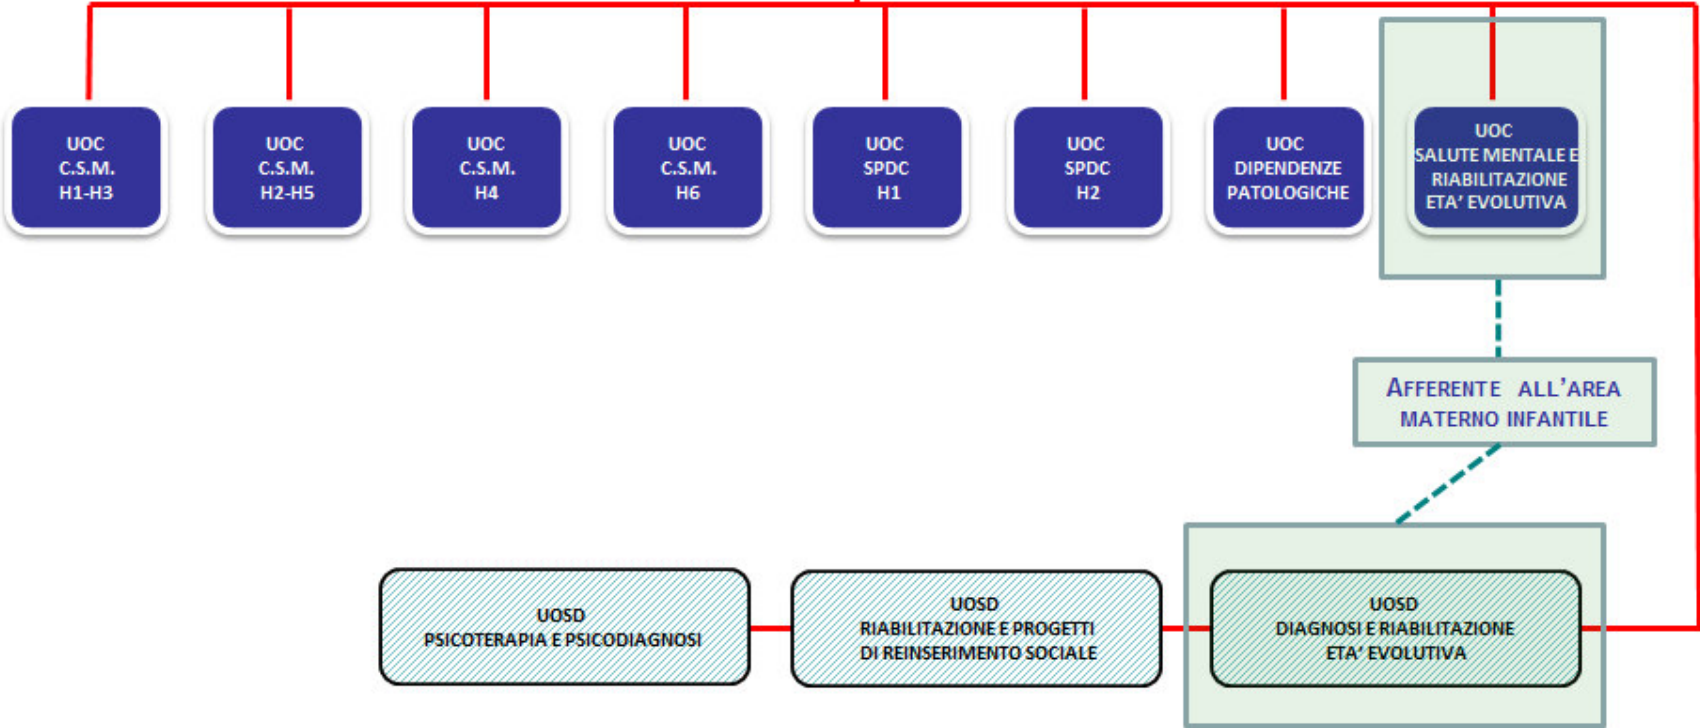 UOC
C.S.M.
H1-H3
UOC
C.S.M.
H2-H5
UOC
C.S.M.
H4
UOC
C.S.M.
H6
UOC
SPDC
H1
UOC
SPDC
H2
UOC
DIPENDENZE
PATOLOGICHE
UOC
SALUTE MENTALE E
RIABILITAZIONE
ETA’ EVOLUTIVA
AFFERENTE ALL’AREA
MATERNO INFANTILE
UOSD
PSICOTERAPIA E PSICODIAGNOSI
UOSD
RIABILITAZIONE E PROGETTI
DI REINSERIMENTO SOCIALE
UOSD
DIAGNOSI E RIABILITAZIONE
ETA’ EVOLUTIVA